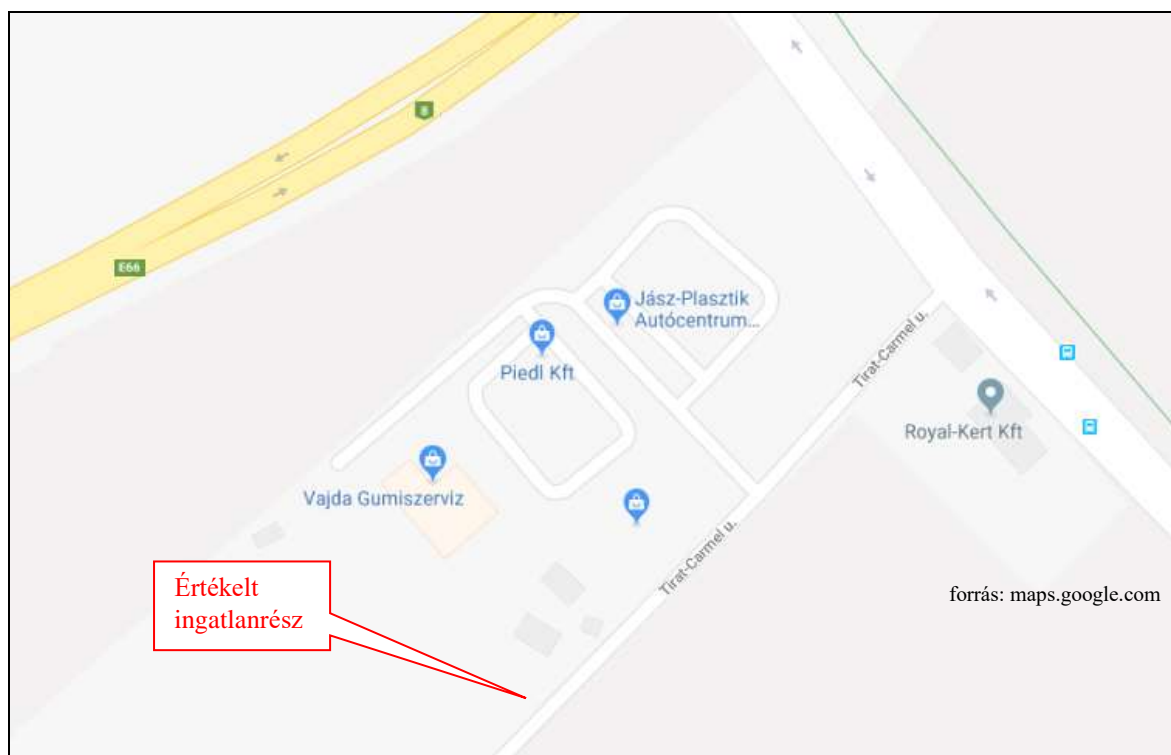 8
E66
Jász-Plasztik
Autócentrum...
Piedl Kft
Tirat-Carmel u.
Royal-Kert Kft
Vajda Gumiszerviz
Tirat-Carmel u.
Értékelt
ingatlanrész
forrás: maps.google.com